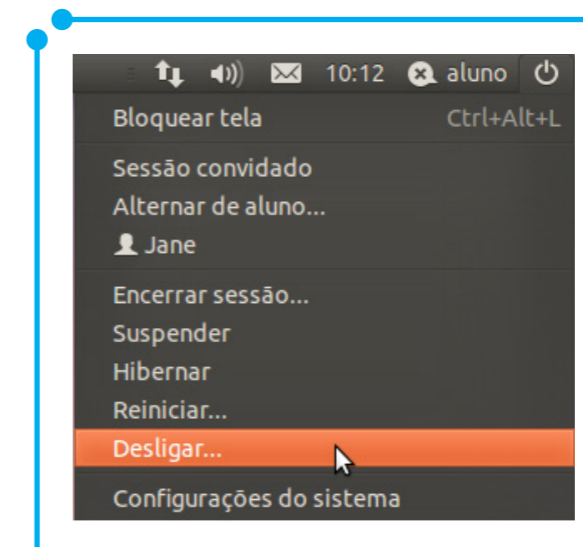 10:12 aluno
Bloquear tela Ctrl+Alt+L
Sessão convidado
Alternar de aluno...
Jane
Encerrar sessão...
Suspender
Hibernar
Reiniciar...
Desligar...
Configurações do sistema